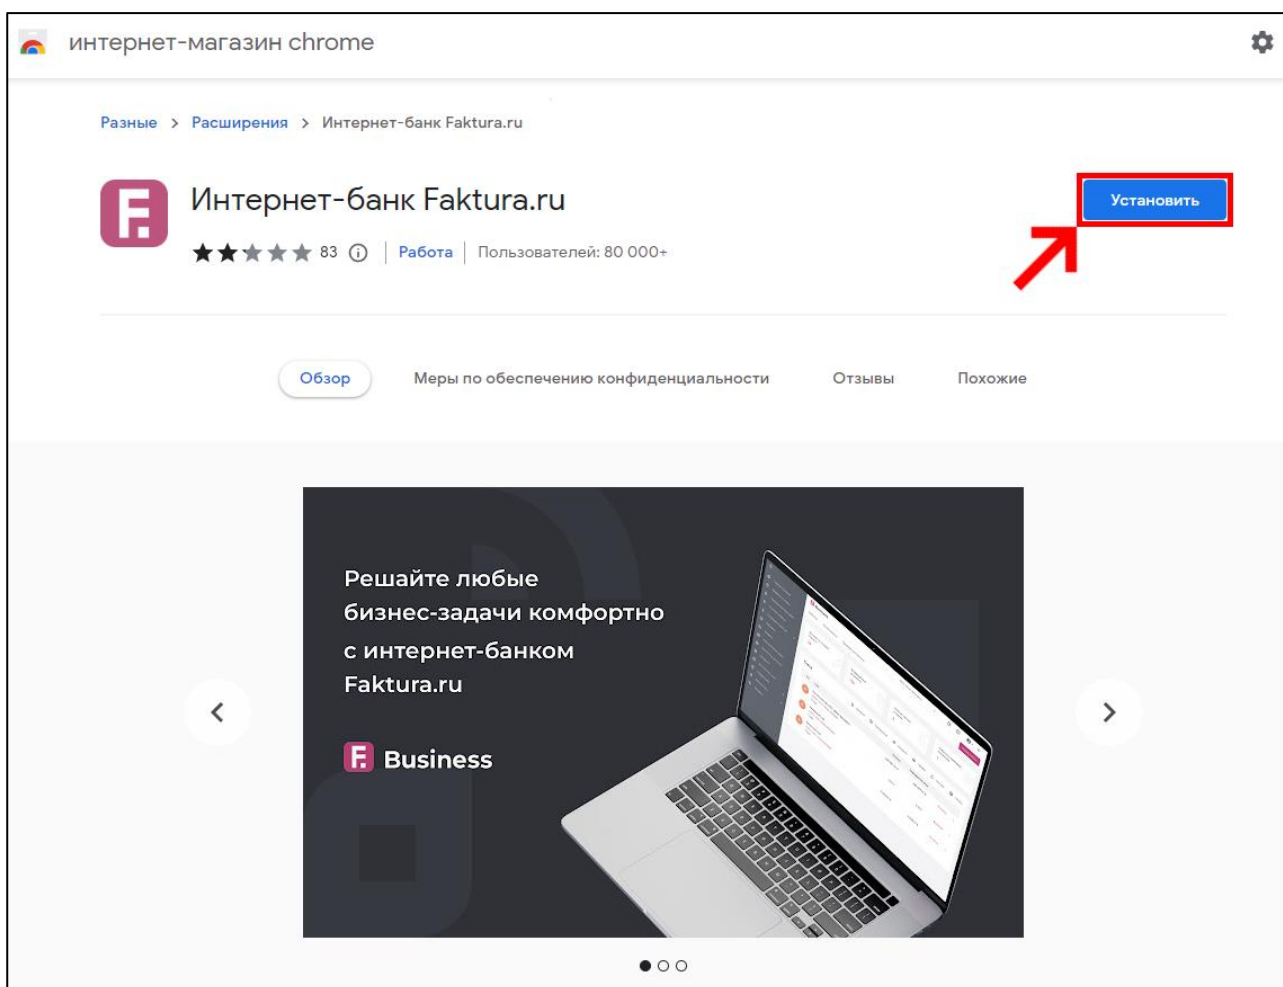 интернет-магазин chrome
Разные > Расширения > Интернет-банк Faktura.ru
Интернет-банк Faktura.ru
Установить
83 | Работа | Пользователей: 80 000+
Обзор
Меры по обеспечению конфиденциальности
Отзывы
Похожие
Решайте любые
бизнес-задачи комфортно
с интернет-банком
Faktura.ru
F. Business